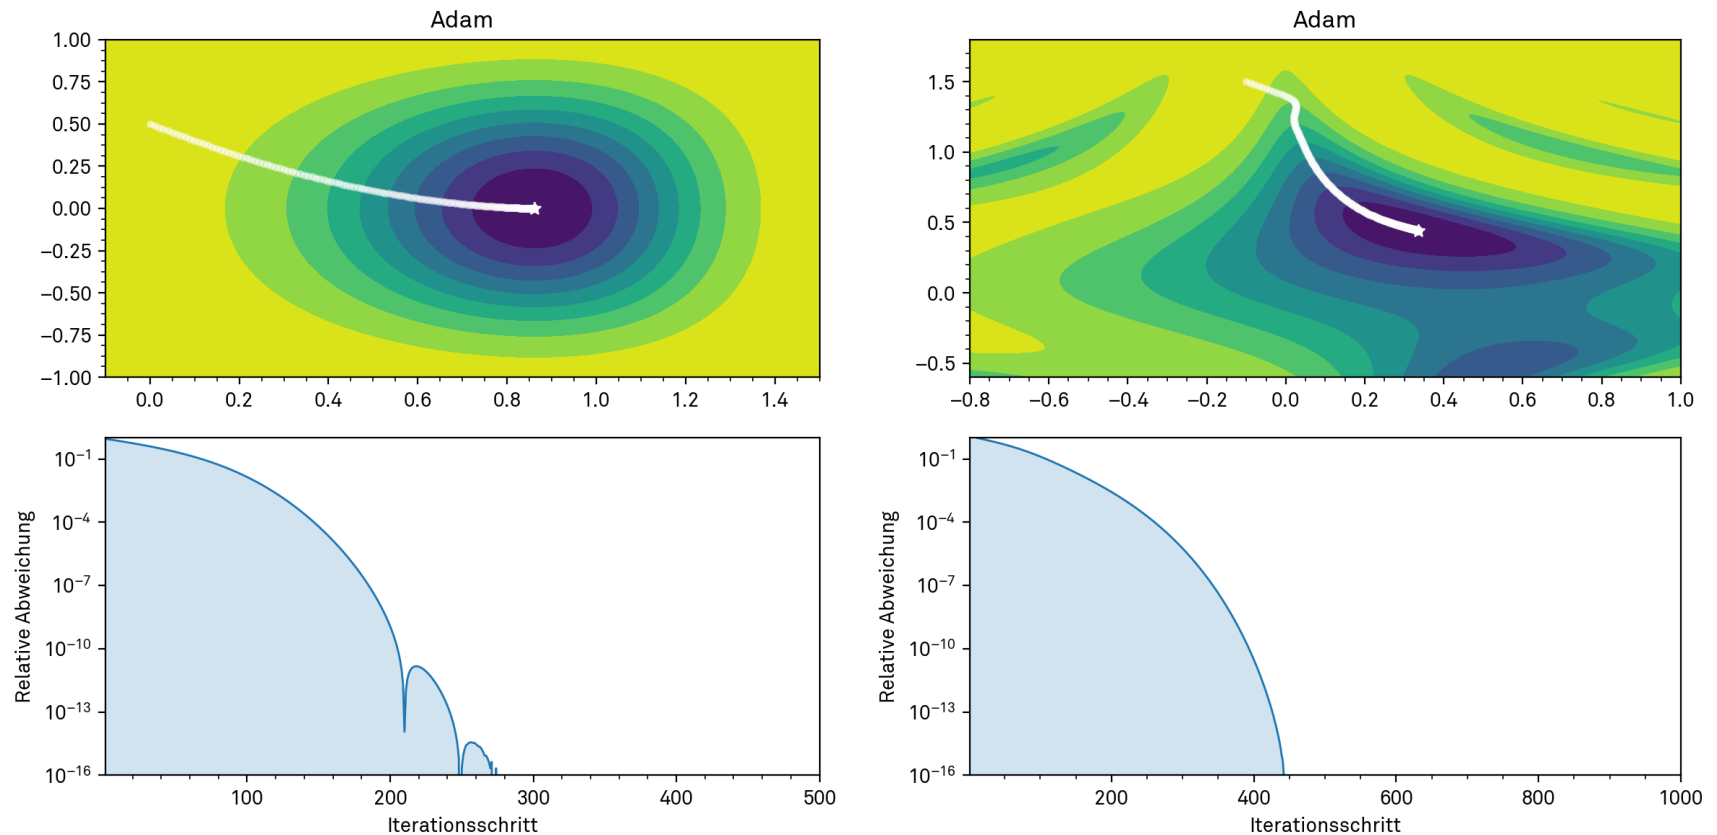 Adam
1.00
0.75
0.50
0.25
0.00
−0.25
−0.50
−0.75
−1.00
0.0 0.2 0.4 0.6 0.8 1.0 1.2 1.4
Adam
1.5
1.0
0.5
0.0
−0.5
−0.8 −0.6 −0.4 −0.2 0.0 0.2 0.4 0.6 0.8 1.0
Relative Abweichung
10⁻¹
10⁻⁴
10⁻⁷
10⁻¹⁰
10⁻¹³
10⁻¹⁶
100 200 300 400 500
Iterationsschritt
Relative Abweichung
10⁻¹
10⁻⁴
10⁻⁷
10⁻¹⁰
10⁻¹³
10⁻¹⁶
200 400 600 800 1000
Iterationsschritt